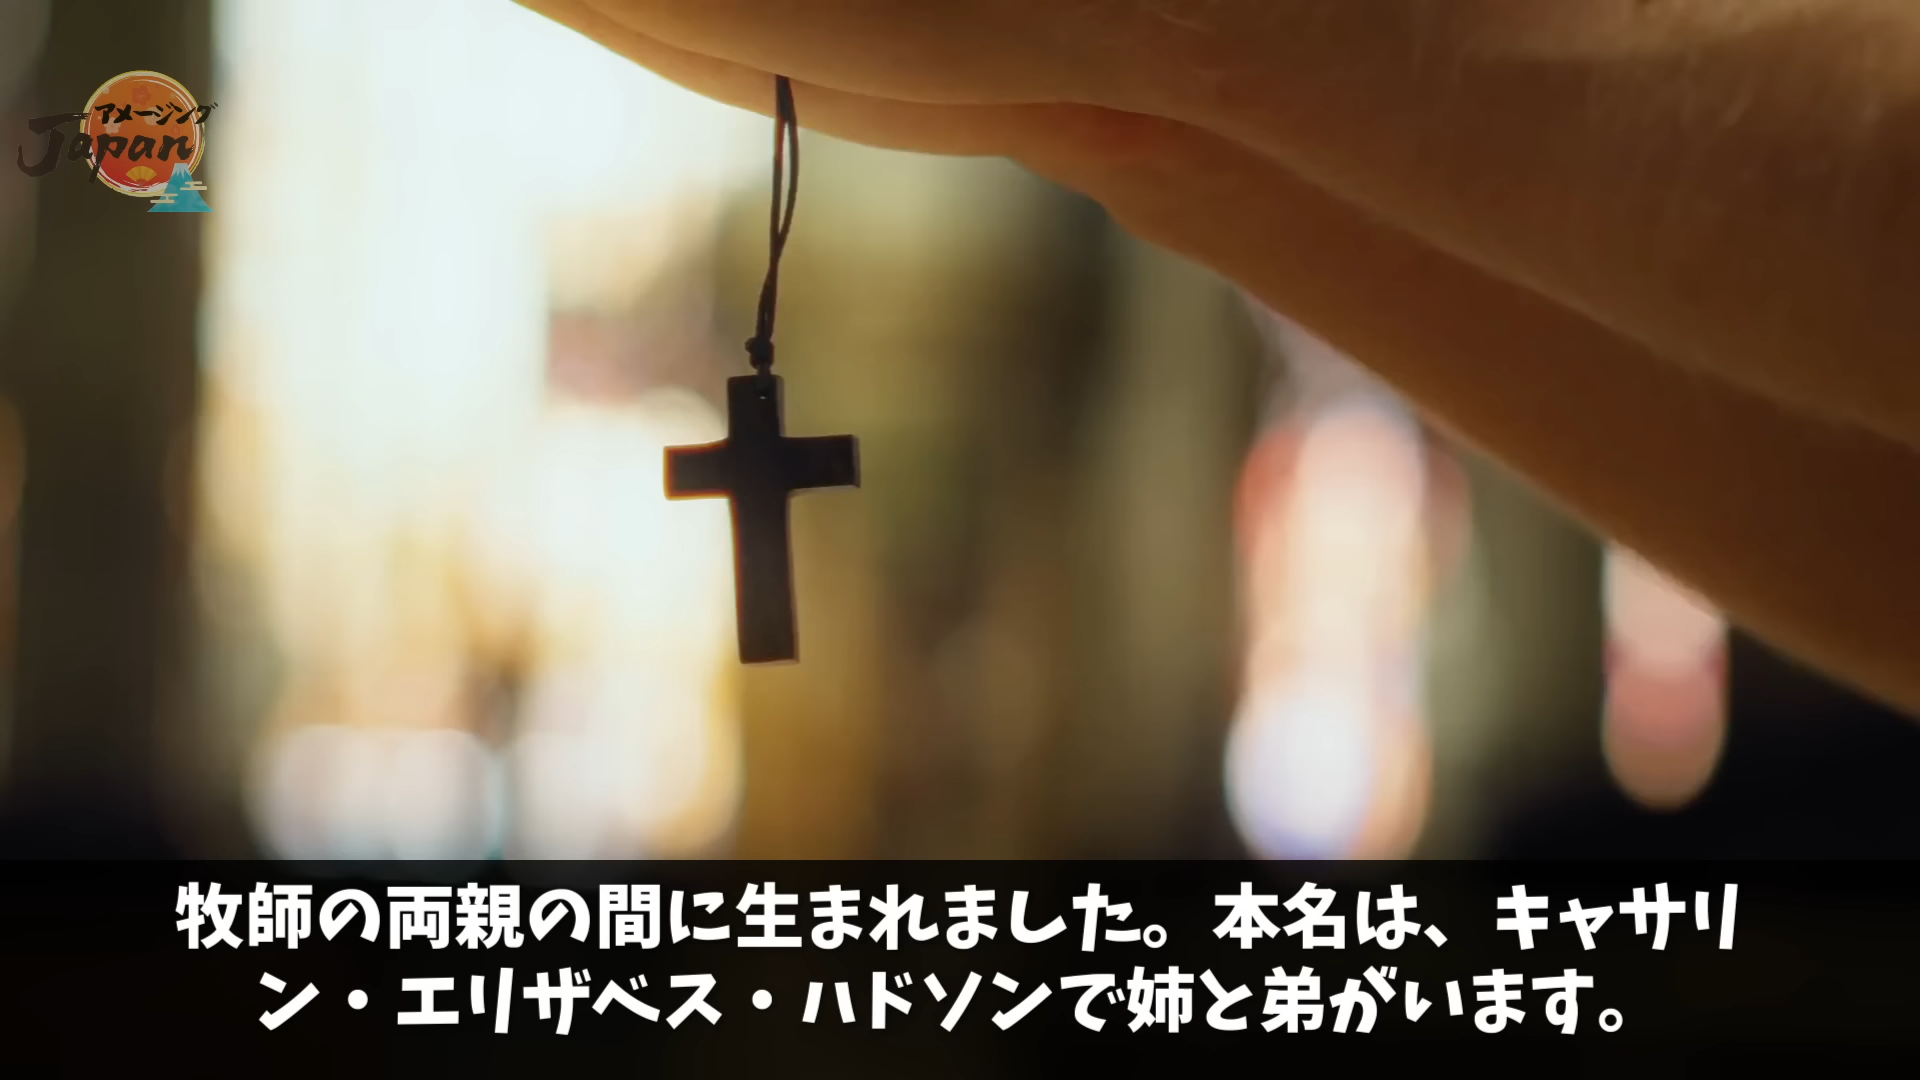 アメージング
Japan
牧師の両親の間に生まれました。本名は、キャサリ
ン・エリザベス・ハドソンで姉と弟がいます。